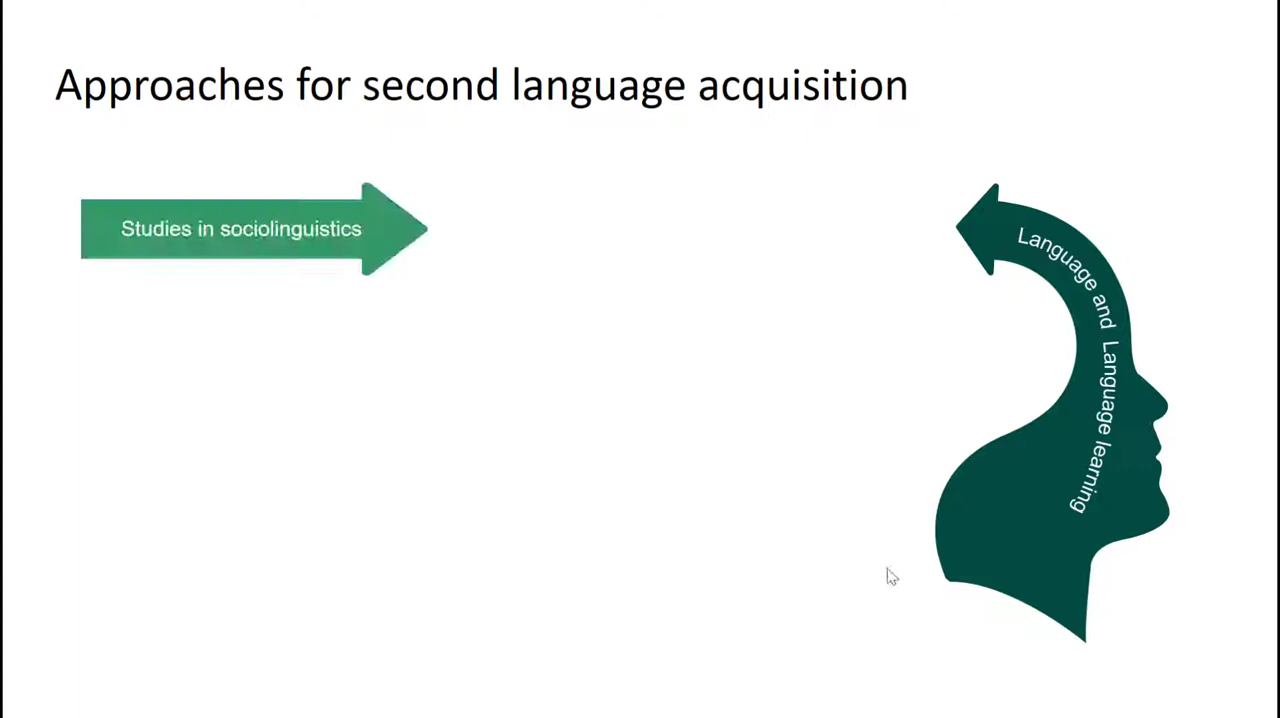 Approaches for second language acquisition
Studies in sociolinguistics
Language and Language learning